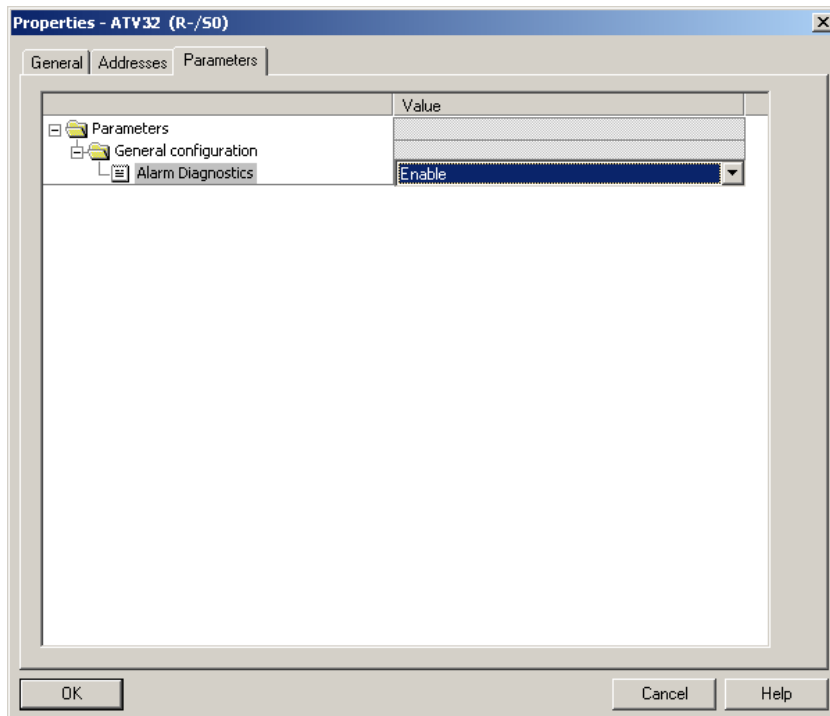 Properties - ATV32 (R-/S0)
General Addresses Parameters
Value
Parameters
General configuration
Alarm Diagnostics Enable
OK Cancel Help